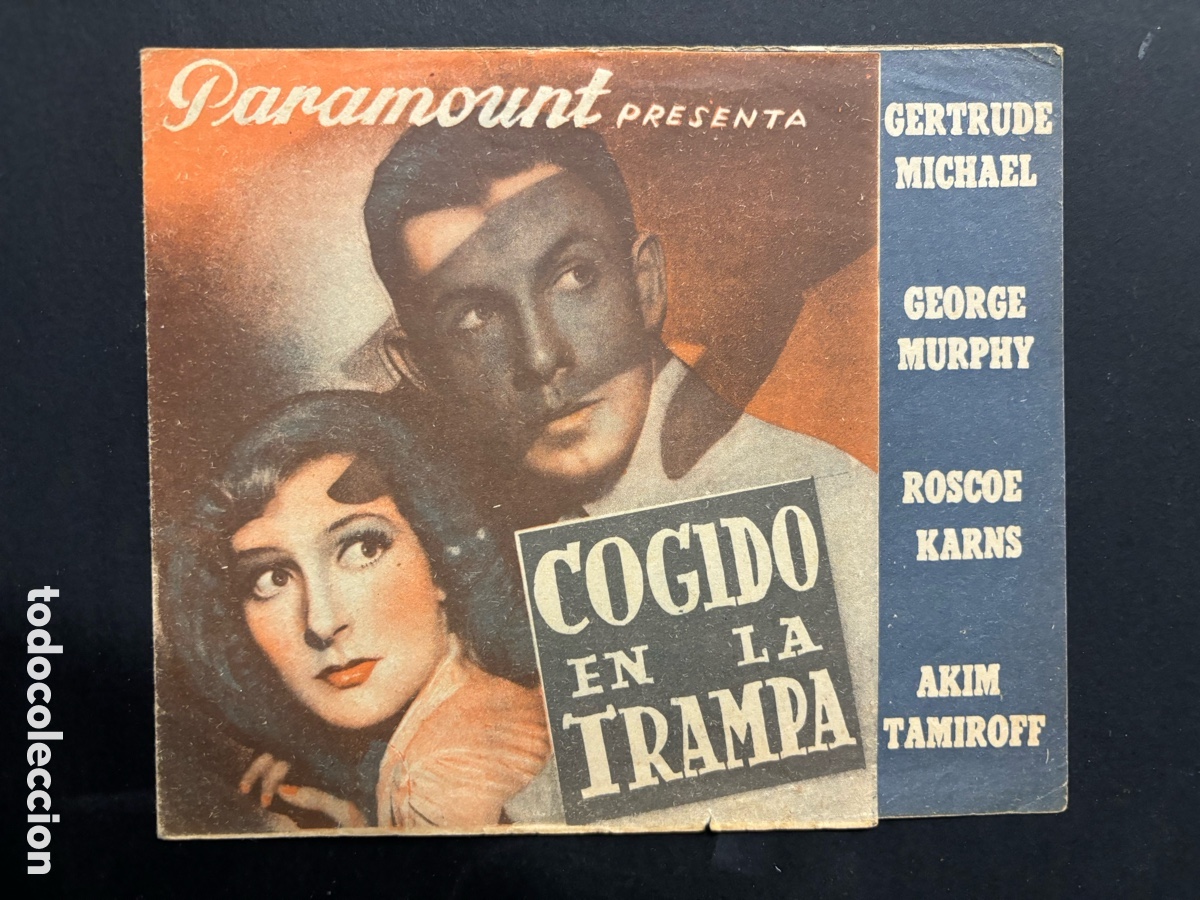 Paramount PRESENTA
COGIDO
EN LA
TRAMPA
GERTRUDE
MICHAEL
GEORGE
MURPHY
ROSCOE
KARNS
AKIM
TAMIROFF
todocoleccion